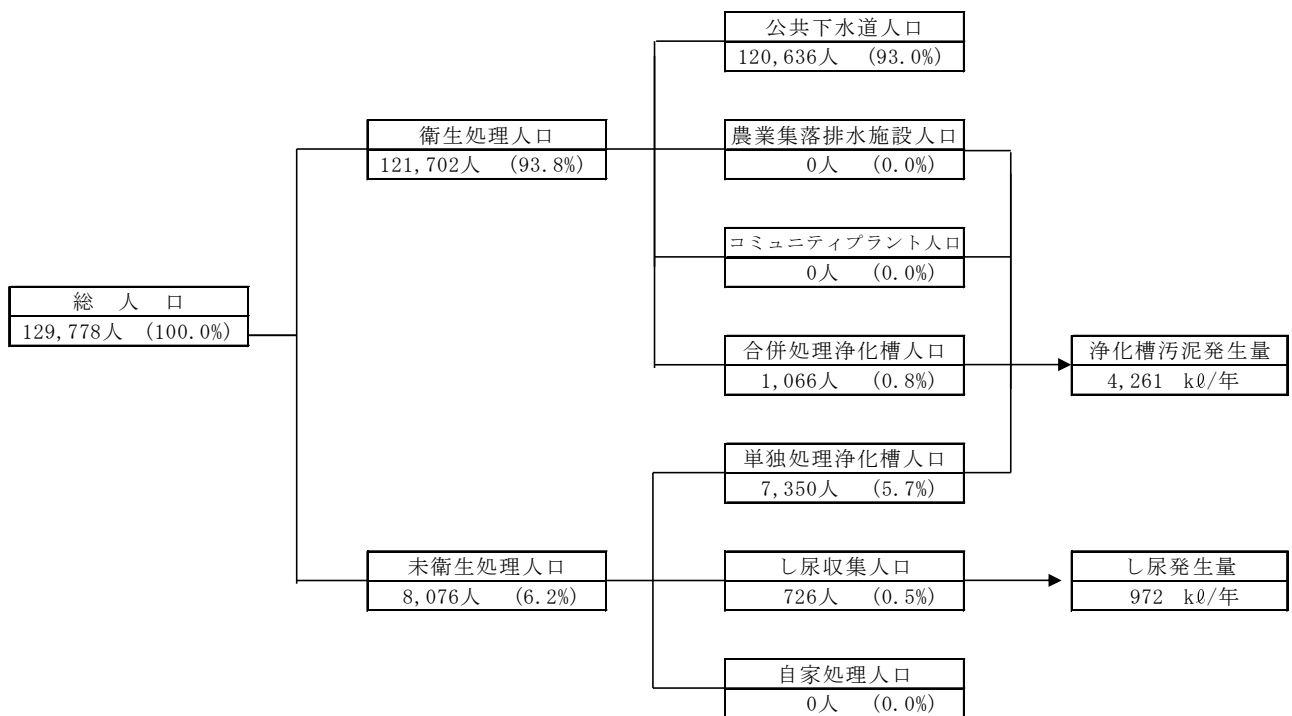 公共下水道人口
120,636人 (93.0%)
衛生処理人口
121,702人 (93.8%)
農業集落排水施設人口
0人 (0.0%)
コミュニティプラント人口
0人 (0.0%)
総 人 口
129,778人 (100.0%)
合併処理浄化槽人口
1,066人 (0.8%)
浄化槽汚泥発生量
4,261 kℓ/年
単独処理浄化槽人口
7,350人 (5.7%)
未衛生処理人口
8,076人 (6.2%)
し尿収集人口
726人 (0.5%)
し尿発生量
972 kℓ/年
自家処理人口
0人 (0.0%)